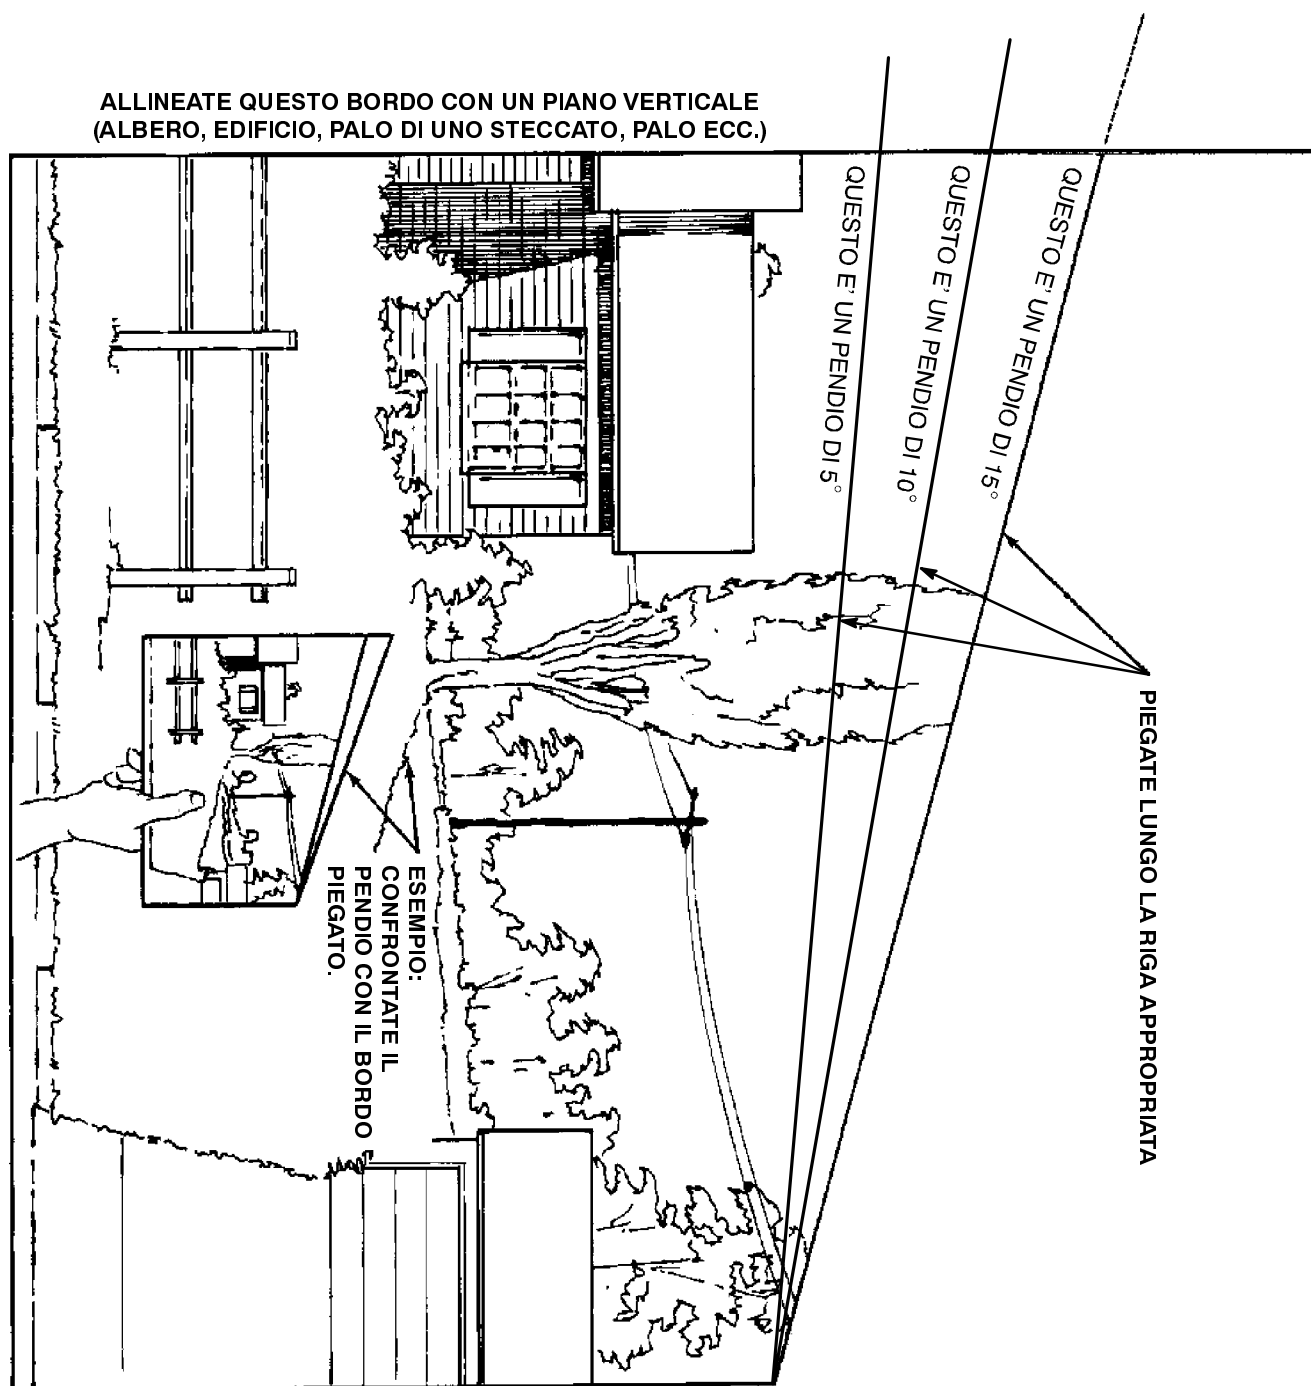 ALLINEATE QUESTO BORDO CON UN PIANO VERTICALE
(ALBERO, EDIFICIO, PALO DI UNO STECCATO, PALO ECC.)
QUESTO E' UN PENDIO DI 15°
QUESTO E' UN PENDIO DI 10°
QUESTO E' UN PENDIO DI 5°
PIEGATE LUNGO LA RIGA APPROPRIATA
ESEMPIO:
CONFRONTATE IL
PENDIO CON IL BORDO
PIEGATO.